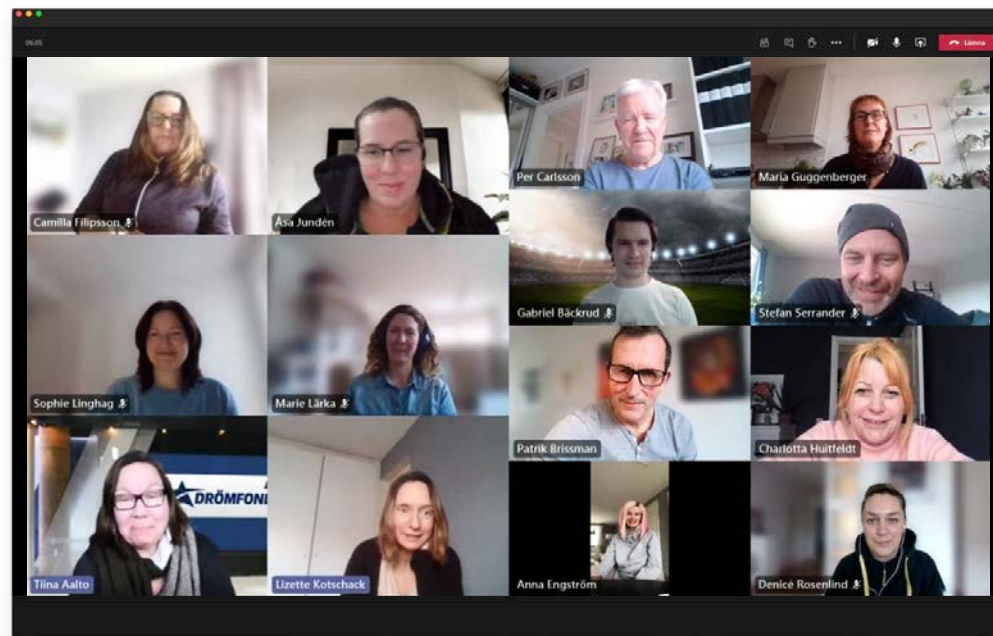 06:05
Lämna
Camilla Filipsson
Åsa Jundén
Per Carlsson
Maria Guggenberger
Gabriel Bäckrud
Stefan Serrander
Sophie Linghag
Marie Lärka
Patrik Brissman
Charlotta Huitfeldt
DRÖMFOND
Tiina Aalto
Lizette Kotschack
Anna Engström
Denicé Rosenlind